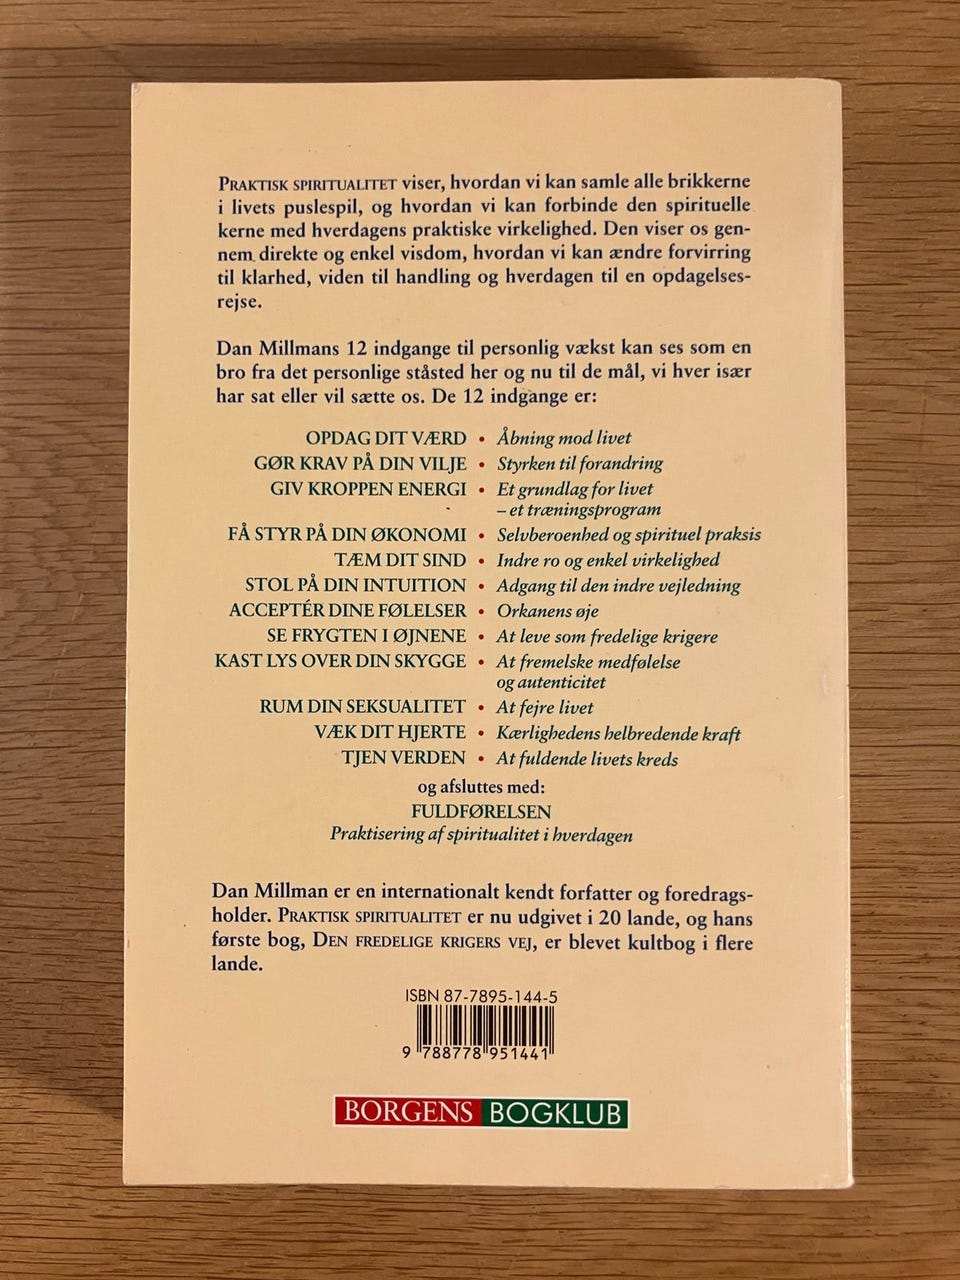 PRAKTISK SPIRITUALITET viser, hvordan vi kan samle alle brikkerne
i livets puslespil, og hvordan vi kan forbinde den spirituelle
kerne med hverdagens praktiske virkelighed. Den viser os gen-
nem direkte og enkel visdom, hvordan vi kan ændre forvirring
til klarhed, viden til handling og hverdagen til en opdagelses-
rejse.
Dan Millmans 12 indgange til personlig vækst kan ses som en
bro fra det personlige ståsted her og nu til de mål, vi hver især
har sat eller vil sætte os. De 12 indgange er:
OPDAG DIT VÆRD • Åbning mod livet
GØR KRAV PÅ DIN VILJE • Styrken til forandring
GIV KROPPEN ENERGI • Et grundlag for livet
– et træningsprogram
FÅ STYR PÅ DIN ØKONOMI • Selvberoenhed og spirituel praksis
TÆM DIT SIND • Indre ro og enkel virkelighed
STOL PÅ DIN INTUITION • Adgang til den indre vejledning
ACCEPTÉR DINE FØLELSER • Orkanens øje
SE FRYGTEN I ØJNENE • At leve som fredelige krigere
KAST LYS OVER DIN SKYGGE • At fremelske medfølelse
og autenticitet
RUM DIN SEKSUALITET • At fejre livet
VÆK DIT HJERTE • Kærlighedens helbredende kraft
TJEN VERDEN • At fuldende livets kreds
og afsluttes med:
FULDFØRELSEN
Praktisering af spiritualitet i hverdagen
Dan Millman er en internationalt kendt forfatter og foredrags-
holder. PRAKTISK SPIRITUALITET er nu udgivet i 20 lande, og hans
første bog, DEN FREDELIGE KRIGERS VEJ, er blevet kultbog i flere
lande.
ISBN 87-7895-144-5
9 788778 951441
BORGENS BOGKLUB